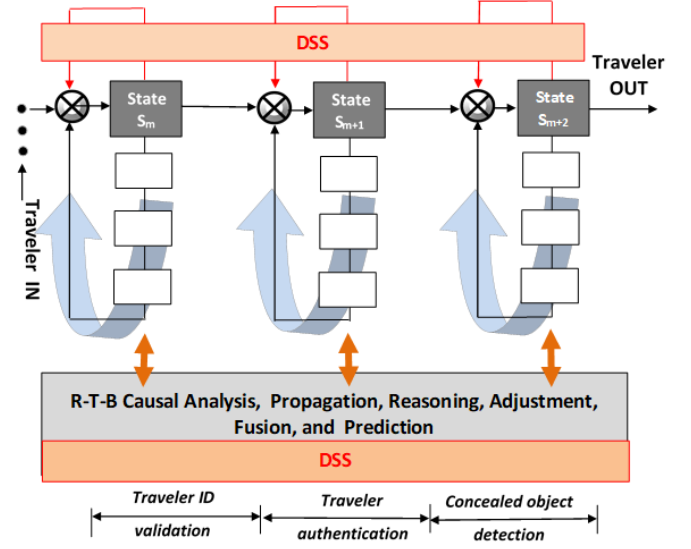 DSS
Traveler
OUT
State
Sm
State
Sm+1
State
Sm+2
Traveler IN
R-T-B Causal Analysis, Propagation, Reasoning, Adjustment,
Fusion, and Prediction
DSS
Traveler ID
validation
Traveler
authentication
Concealed object
detection